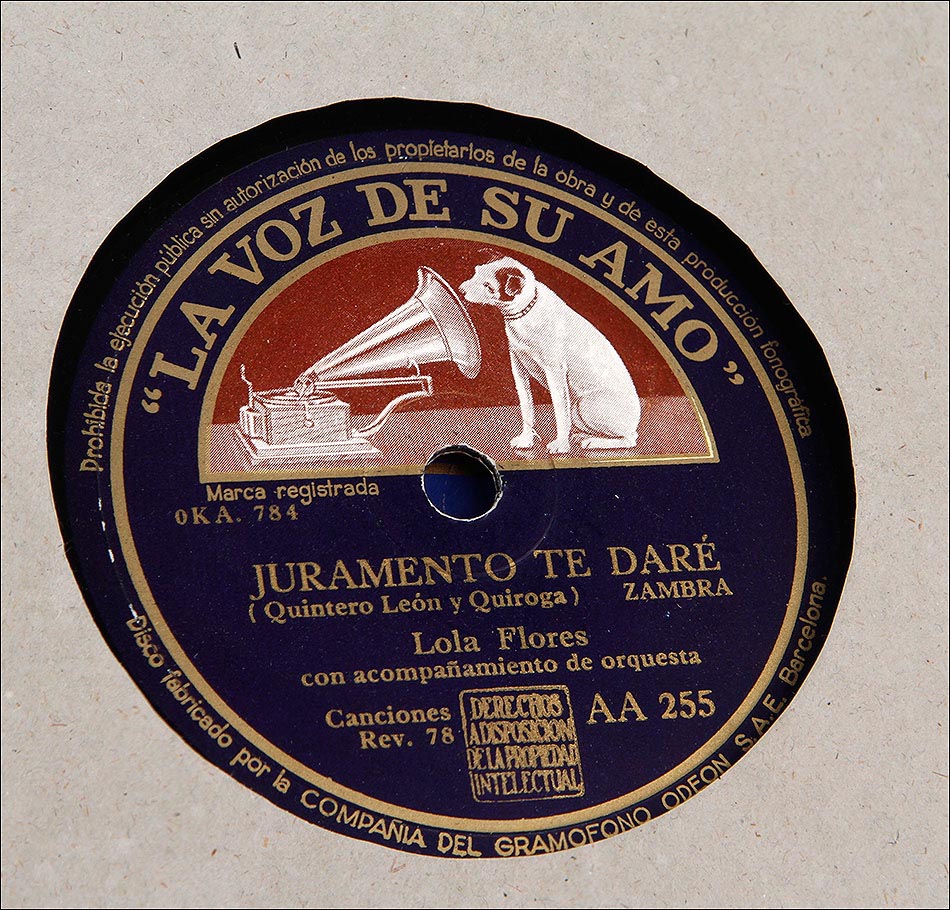 Prohibida la ejecución pública sin autorización de los propietarios de la obra y de esta producción fonográfica
“LA VOZ DE SU AMO”
Marca registrada
OKA. 784
JURAMENTO TE DARÉ
(Quintero León y Quiroga) ZAMBRA
Lola Flores
con acompañamiento de orquesta
Canciones
Rev. 78
DERECHOS
A DISPOSICION
DE LA PROPIEDAD
INTELECTUAL
AA 255
Disco fabricado por la COMPAÑIA DEL GRAMOFONO ODEON S.A.E. Barcelona.